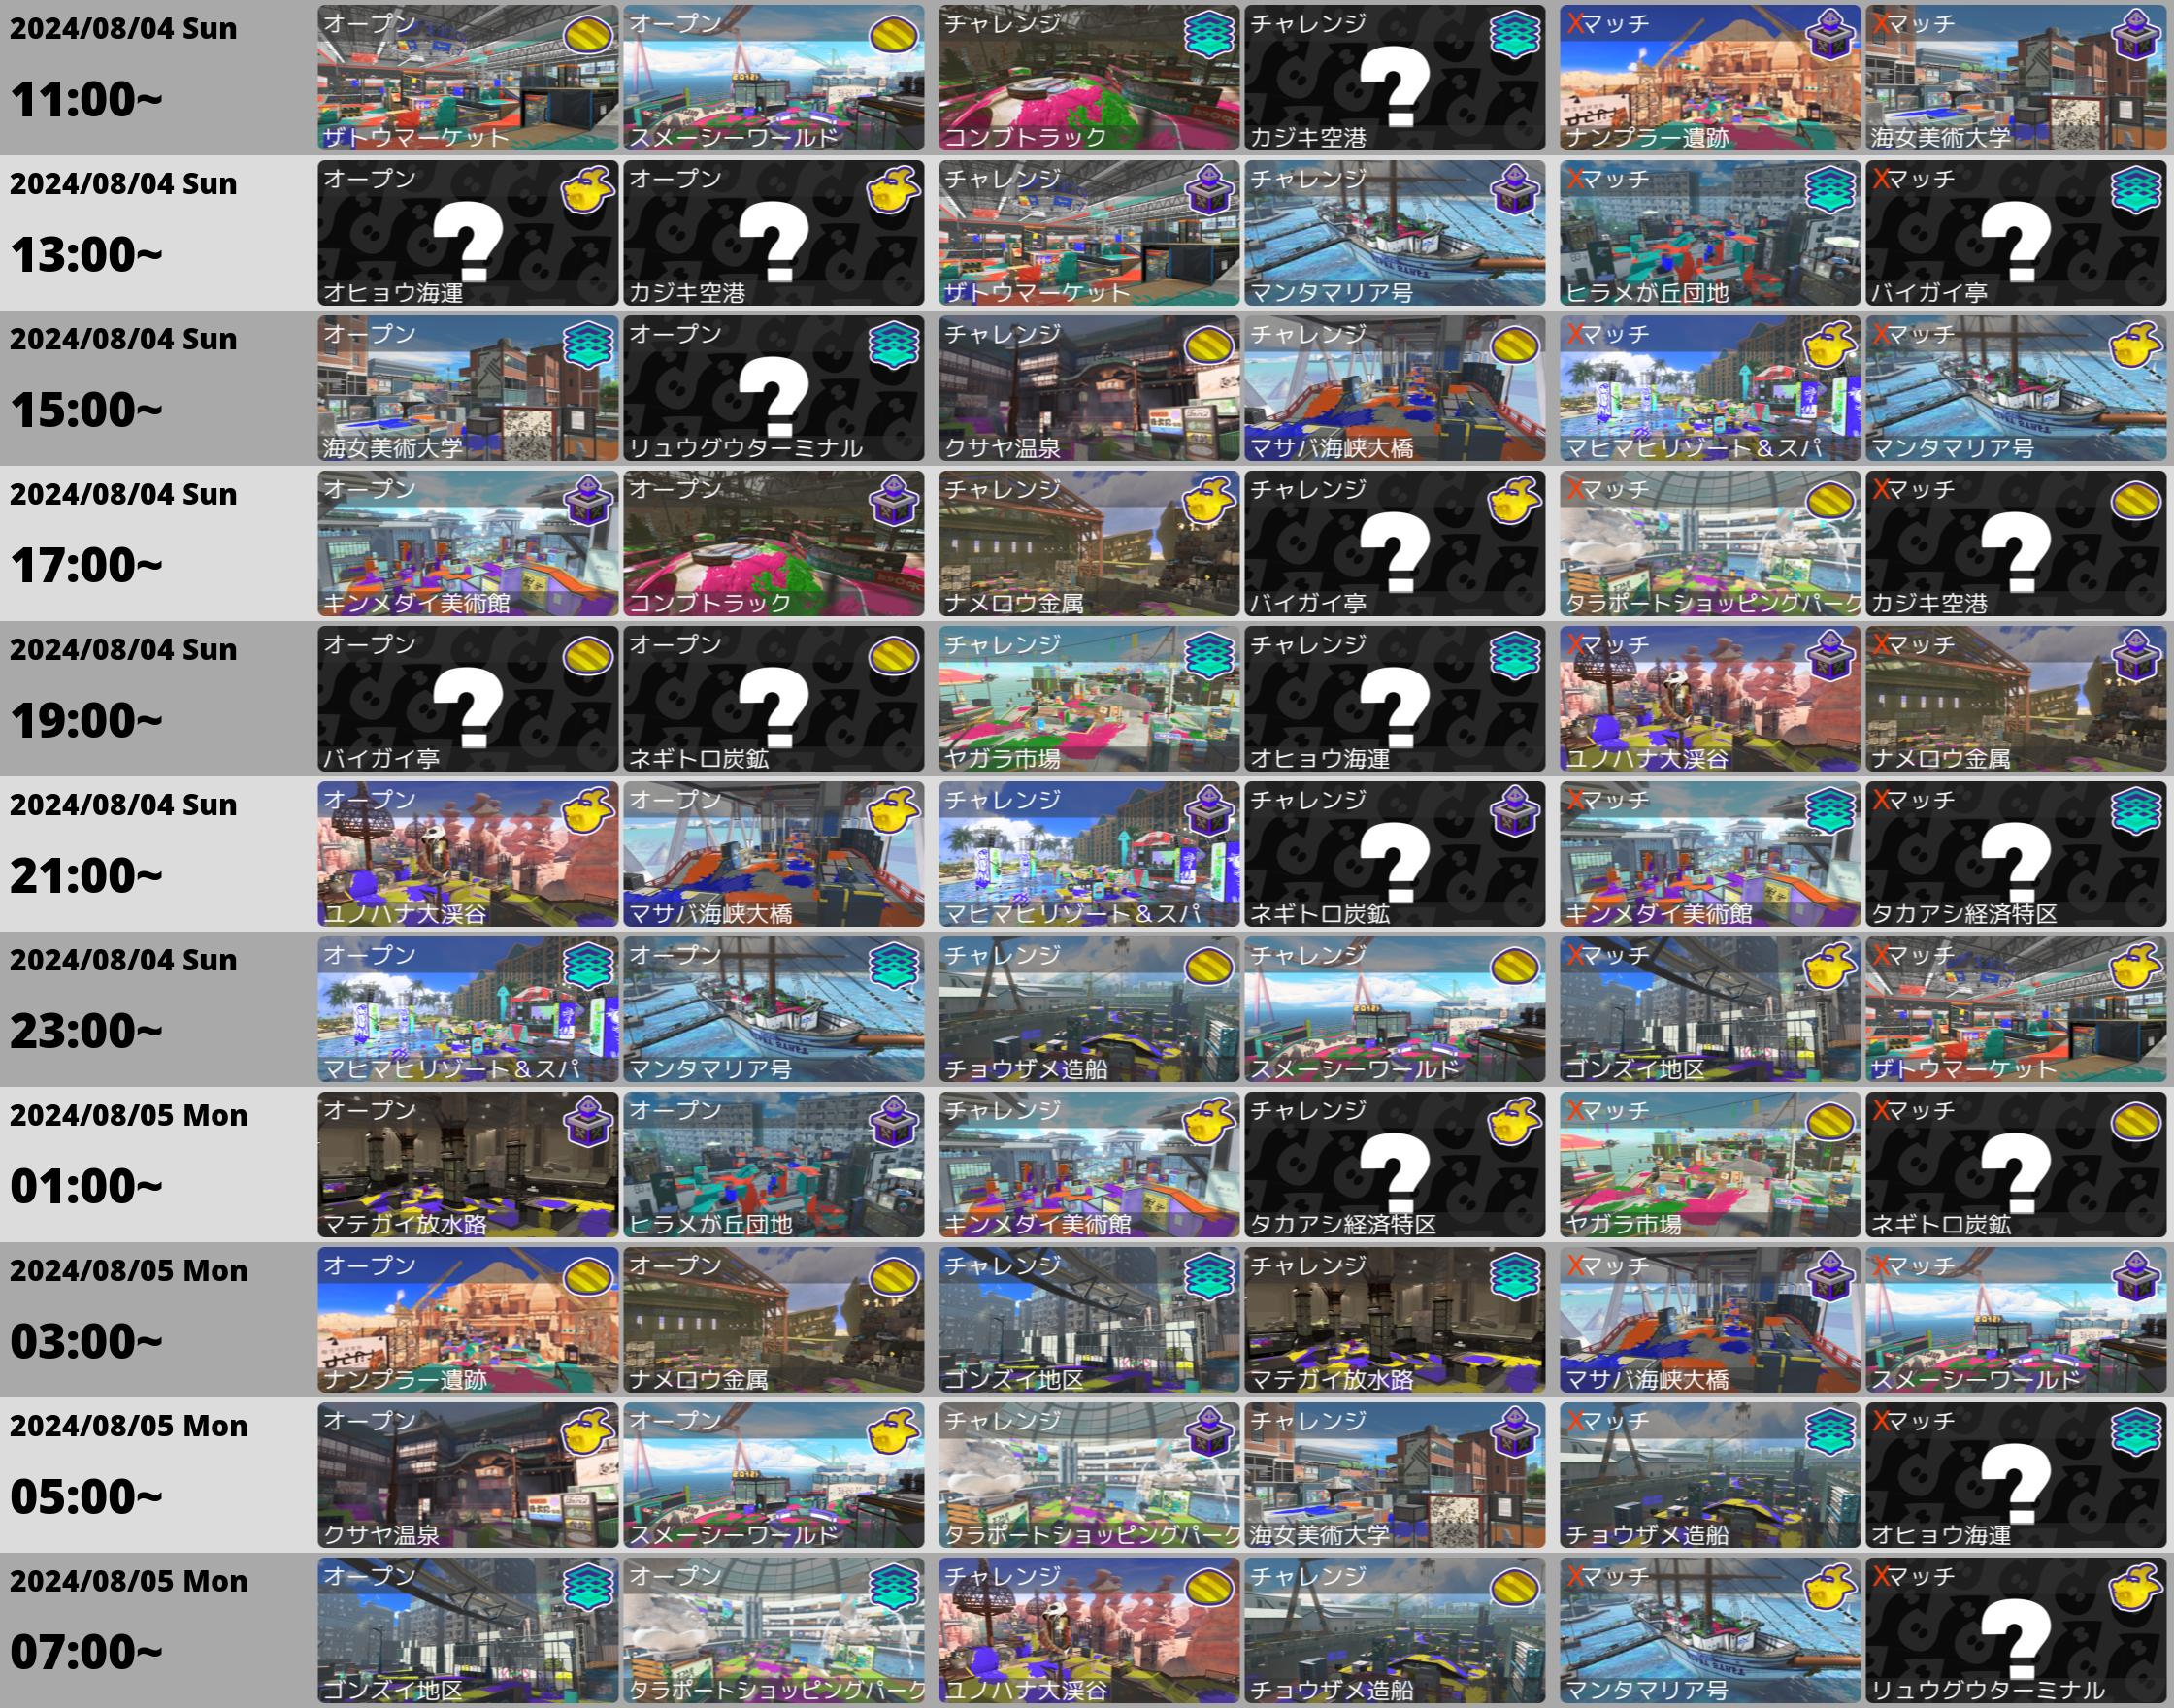 2024/08/04 Sun
11:00~
オープン
ザトウマーケット
オープン
スメーシーワールド
チャレンジ
コンブトラック
チャレンジ
カジキ空港
Xマッチ
ナンプラー遺跡
Xマッチ
海女美術大学
2024/08/04 Sun
13:00~
オープン
オヒョウ海運
オープン
カジキ空港
チャレンジ
ザトウマーケット
チャレンジ
マンタマリア号
Xマッチ
ヒラメが丘団地
Xマッチ
バイガイ亭
2024/08/04 Sun
15:00~
オープン
海女美術大学
オープン
リュウグウターミナル
チャレンジ
クサヤ温泉
チャレンジ
マサバ海峡大橋
Xマッチ
マヒマヒリゾート&スパ
Xマッチ
マンタマリア号
2024/08/04 Sun
17:00~
オープン
キンメダイ美術館
オープン
コンブトラック
チャレンジ
ナメロウ金属
チャレンジ
バイガイ亭
Xマッチ
タラポートショッピングパーク
Xマッチ
カジキ空港
2024/08/04 Sun
19:00~
オープン
バイガイ亭
オープン
ネギトロ炭鉱
チャレンジ
ヤガラ市場
チャレンジ
オヒョウ海運
Xマッチ
ユノハナ大渓谷
Xマッチ
ナメロウ金属
2024/08/04 Sun
21:00~
オープン
ユノハナ大渓谷
オープン
マサバ海峡大橋
チャレンジ
マヒマヒリゾート&スパ
チャレンジ
ネギトロ炭鉱
Xマッチ
キンメダイ美術館
Xマッチ
タカアシ経済特区
2024/08/04 Sun
23:00~
オープン
マヒマヒリゾート&スパ
オープン
マンタマリア号
チャレンジ
チョウザメ造船
チャレンジ
スメーシーワールド
Xマッチ
ゴンズイ地区
Xマッチ
ザトウマーケット
2024/08/05 Mon
01:00~
オープン
マテガイ放水路
オープン
ヒラメが丘団地
チャレンジ
キンメダイ美術館
チャレンジ
タカアシ経済特区
Xマッチ
ヤガラ市場
Xマッチ
ネギトロ炭鉱
2024/08/05 Mon
03:00~
オープン
ナンプラー遺跡
オープン
ナメロウ金属
チャレンジ
ゴンズイ地区
チャレンジ
マテガイ放水路
Xマッチ
マサバ海峡大橋
Xマッチ
スメーシーワールド
2024/08/05 Mon
05:00~
オープン
クサヤ温泉
オープン
スメーシーワールド
チャレンジ
タラポートショッピングパーク
チャレンジ
海女美術大学
Xマッチ
チョウザメ造船
Xマッチ
オヒョウ海運
2024/08/05 Mon
07:00~
オープン
ゴンズイ地区
オープン
タラポートショッピングパーク
チャレンジ
ユノハナ大渓谷
チャレンジ
チョウザメ造船
Xマッチ
マンタマリア号
Xマッチ
リュウグウターミナル